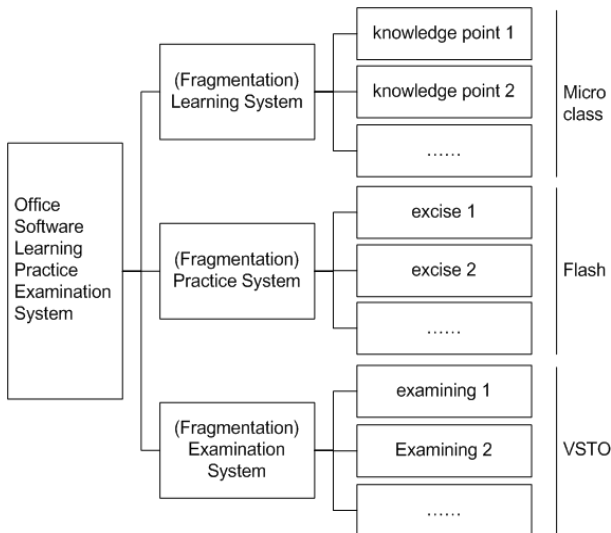 Office
Software
Learning
Practice
Examination
System
(Fragmentation)
Learning System
knowledge point 1
knowledge point 2
......
Micro
class
(Fragmentation)
Practice System
excise 1
excise 2
......
Flash
(Fragmentation)
Examination
System
examining 1
Examining 2
......
VSTO